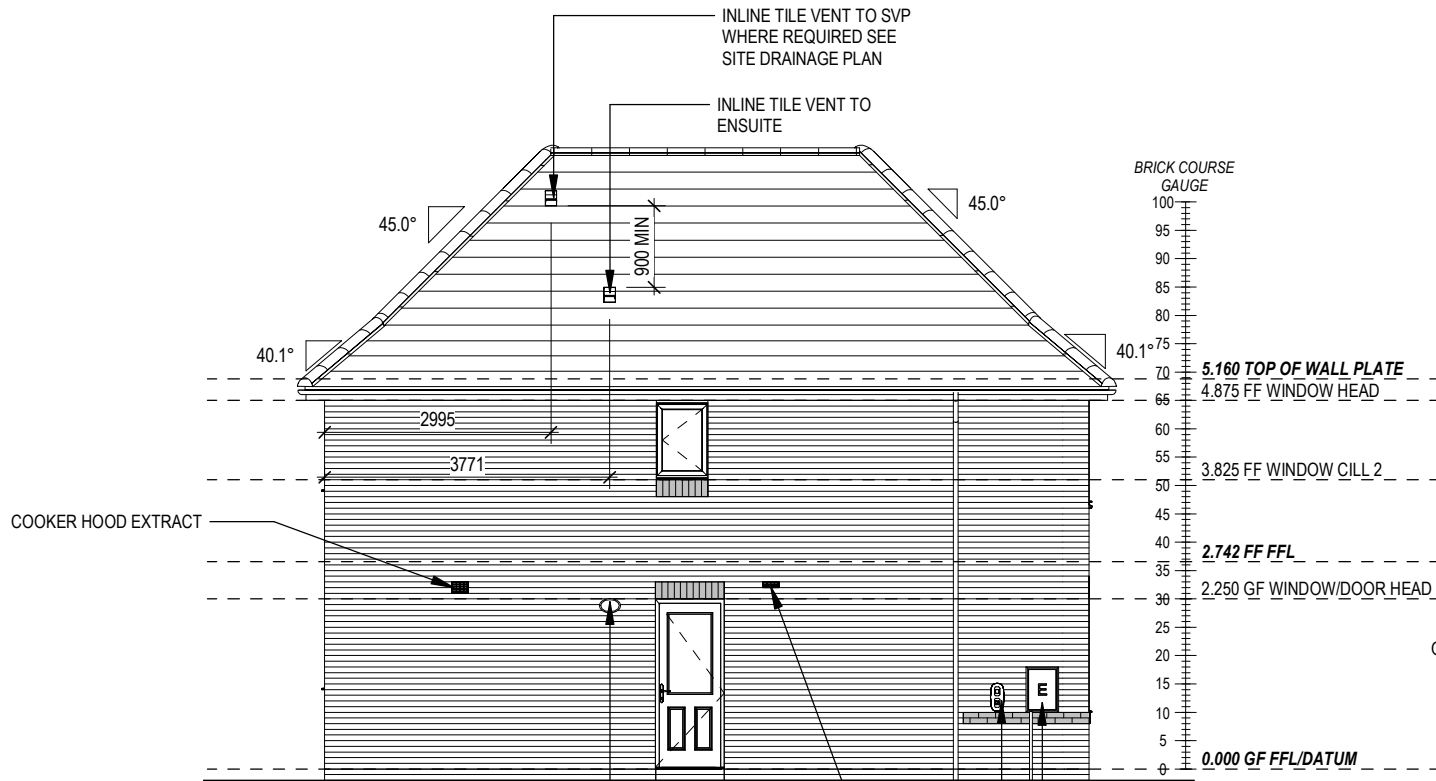 INLINE TILE VENT TO SVP
WHERE REQUIRED SEE
SITE DRAINAGE PLAN
INLINE TILE VENT TO
ENSUITE
BRICK COURSE
GAUGE
45.0°
45.0°
900 MIN
40.1°
40.1°
100
95
90
85
80
75
70
65
60
55
50
45
40
35
30
25
20
15
10
5
0
5.160 TOP OF WALL PLATE
4.875 FF WINDOW HEAD
2995
3771
3.825 FF WINDOW CILL 2
COOKER HOOD EXTRACT
2.742 FF FFL
2.250 GF WINDOW/DOOR HEAD
E
0.000 GF FFL/DATUM